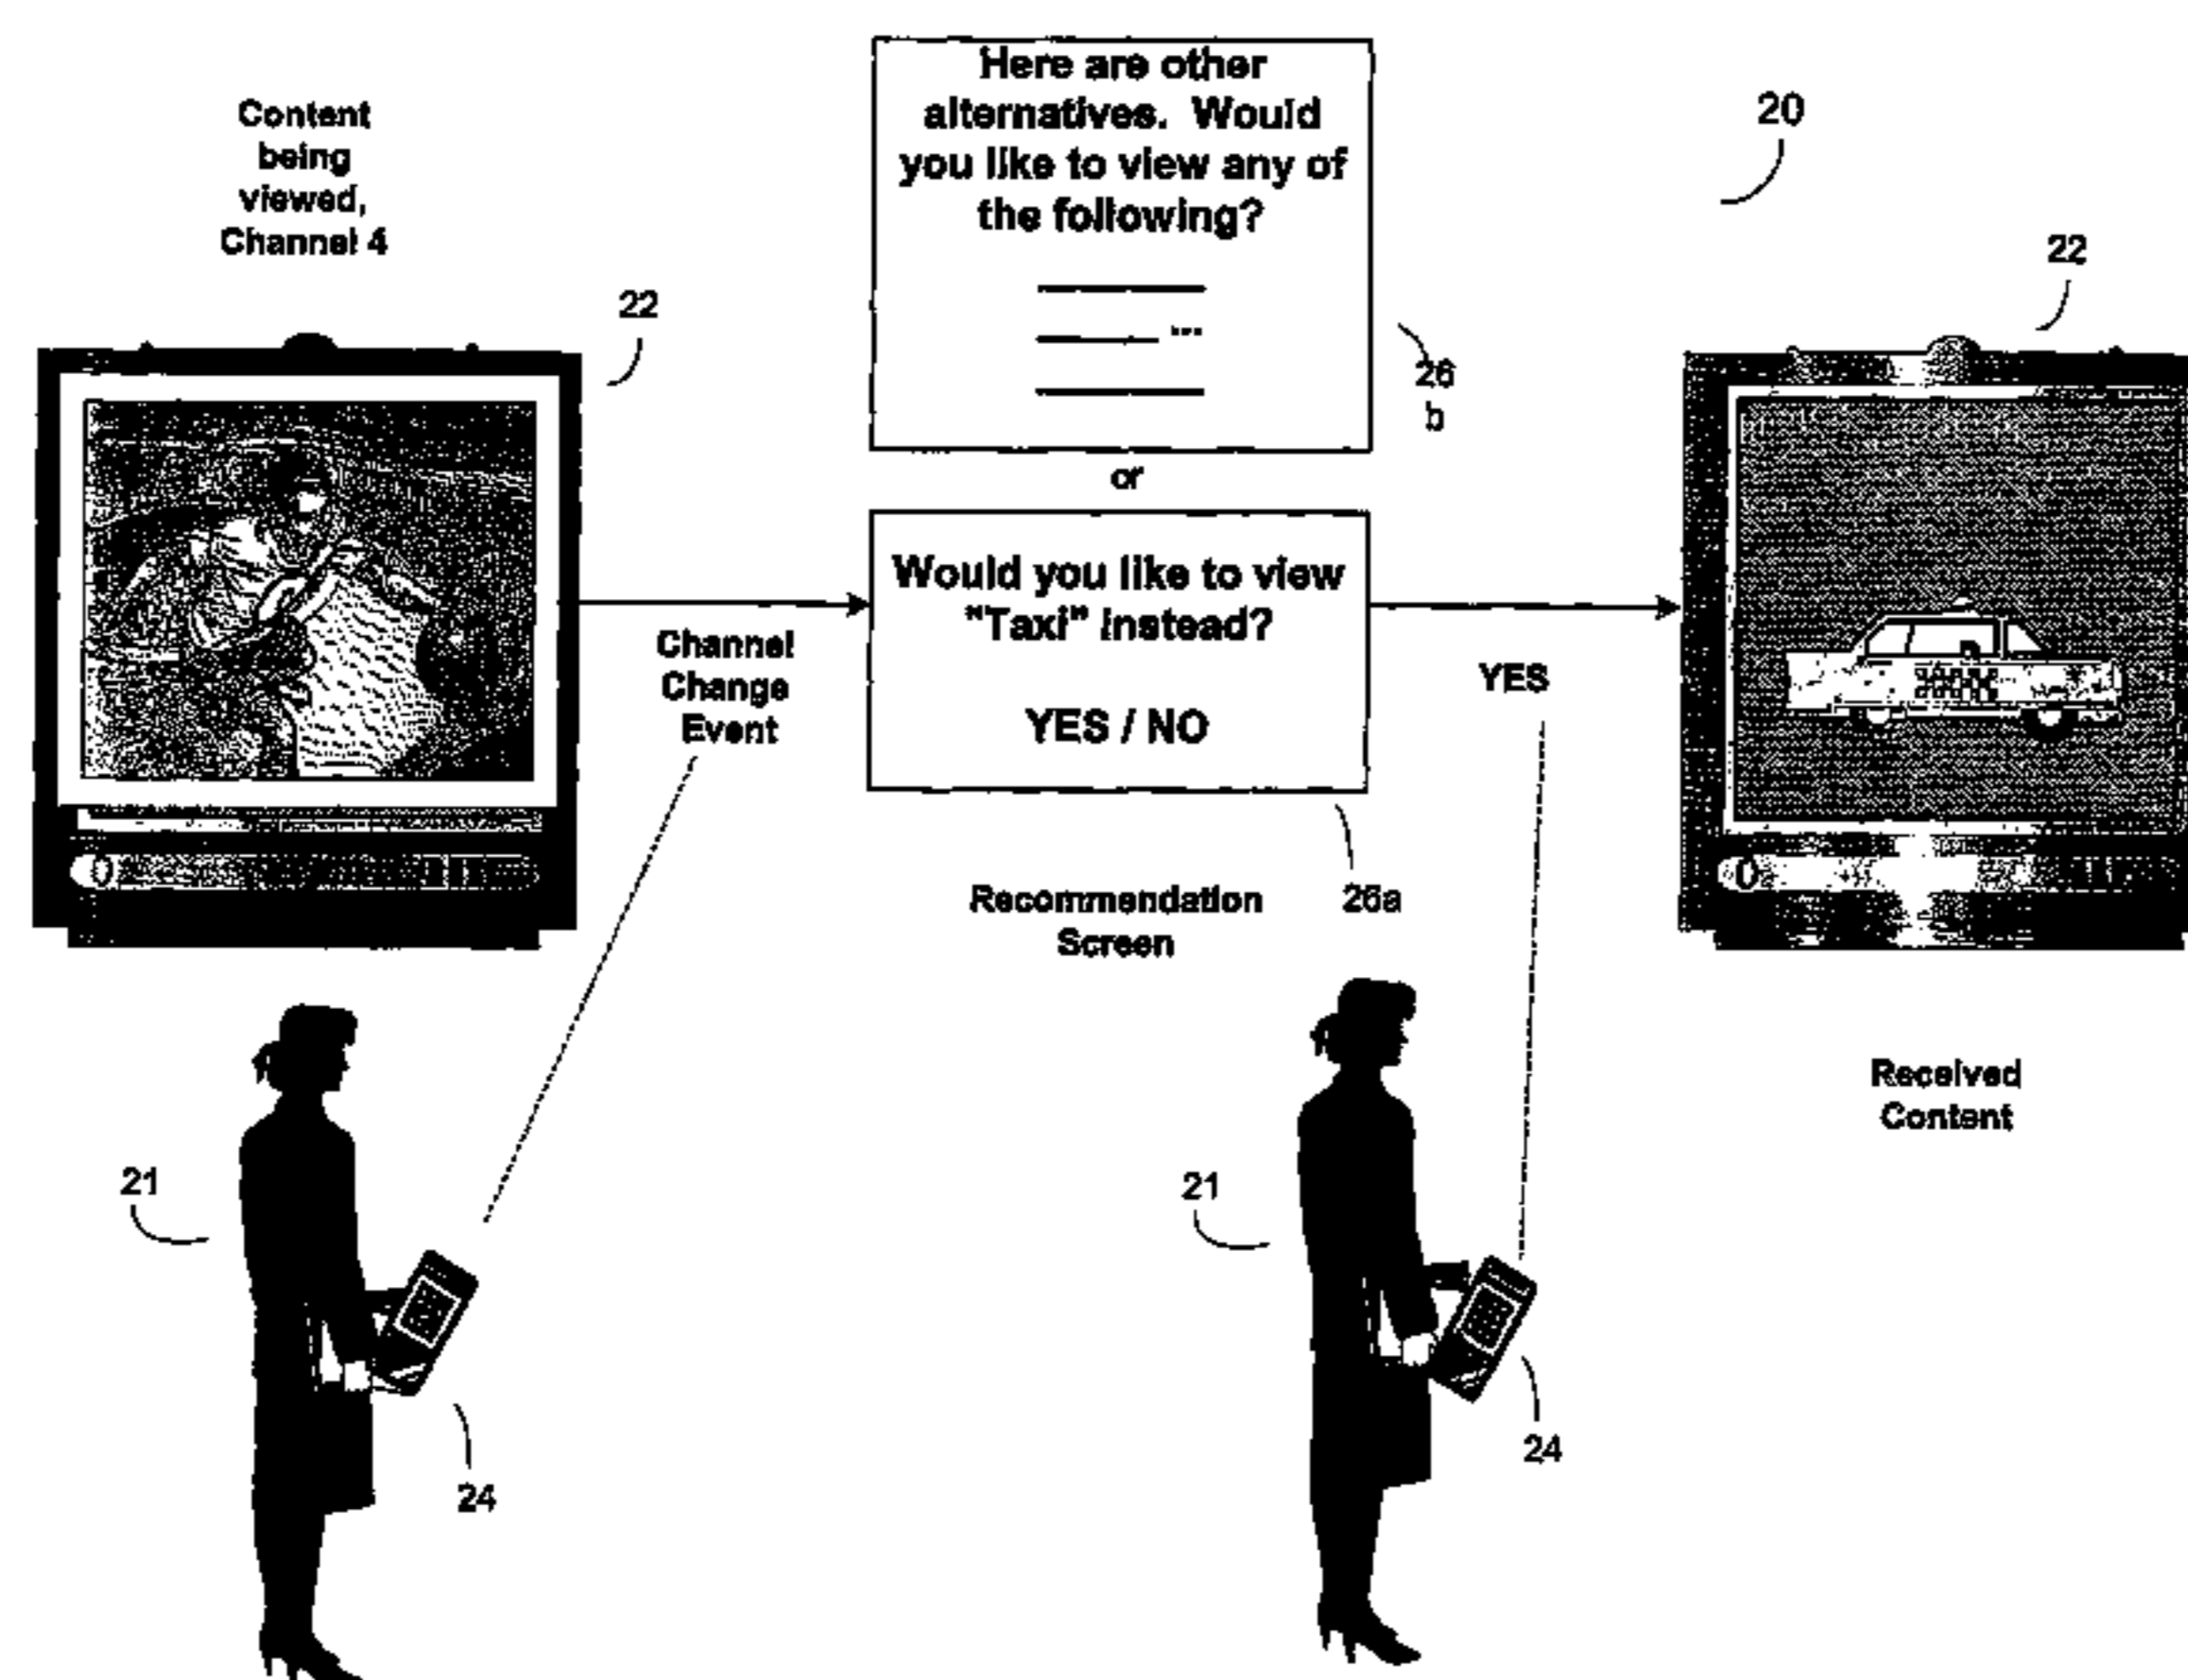 Content
being
viewed,
Channel 4
22
Here are other
alternatives. Would
you like to view any of
the following?
...
26
b
20
22
or
Channel
Change
Event
Would you like to view
"Taxi" instead?
YES / NO
YES
Recommendation
Screen
26a
Received
Content
21
24
21
24